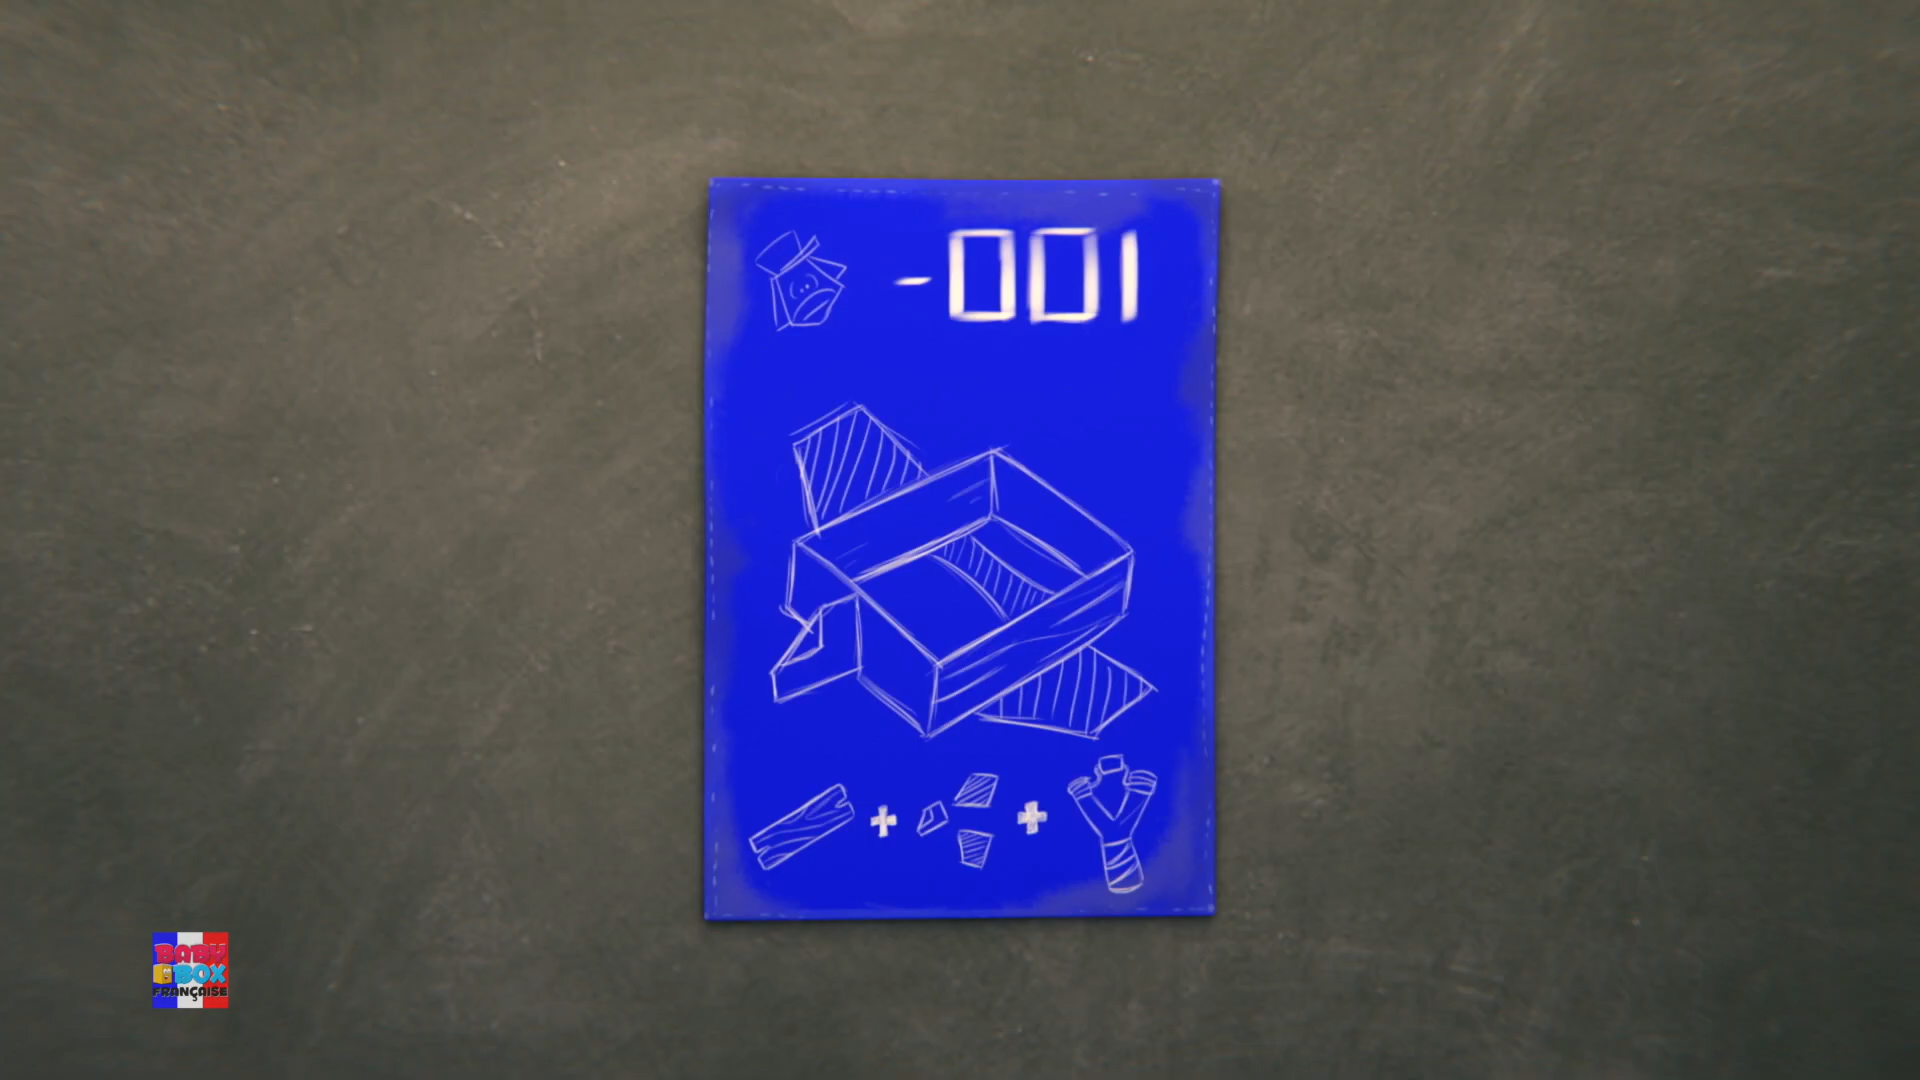 -001
+ +
BABY
BOX
FRANÇAISE